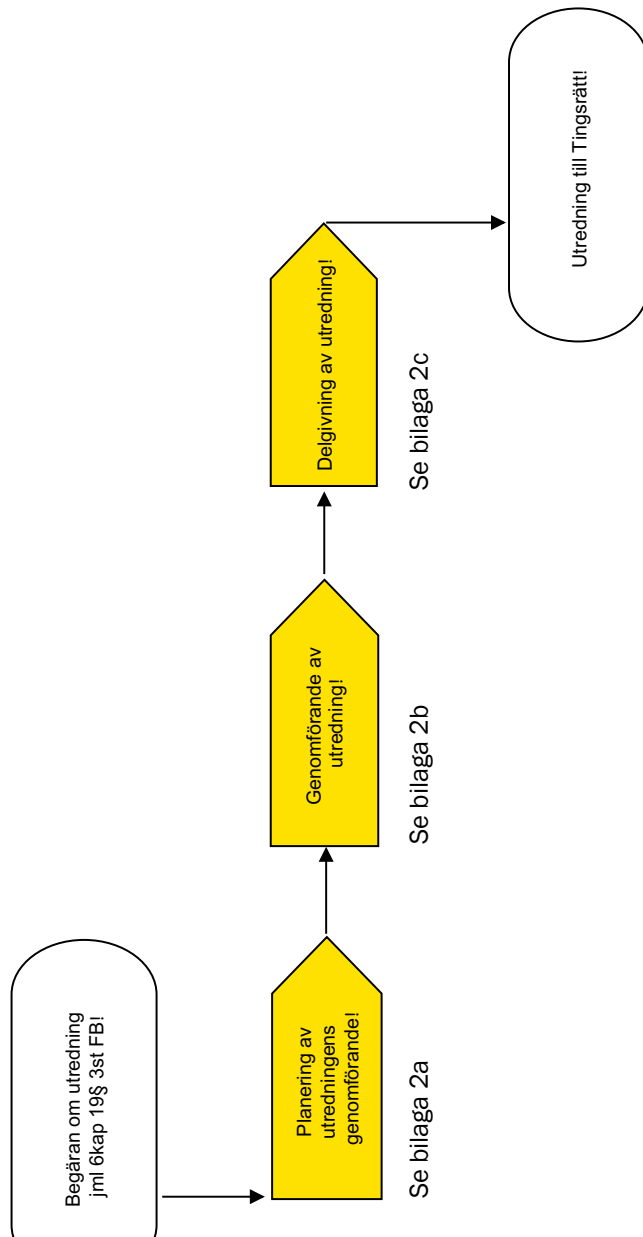 Begäran om utredning
jml 6kap 19§ 3st FB!
Planering av
utredningens
genomförande!
Se bilaga 2a
Genomförande av
utredning!
Se bilaga 2b
Delgivning av utredning!
Se bilaga 2c
Utredning till Tingsrätt!